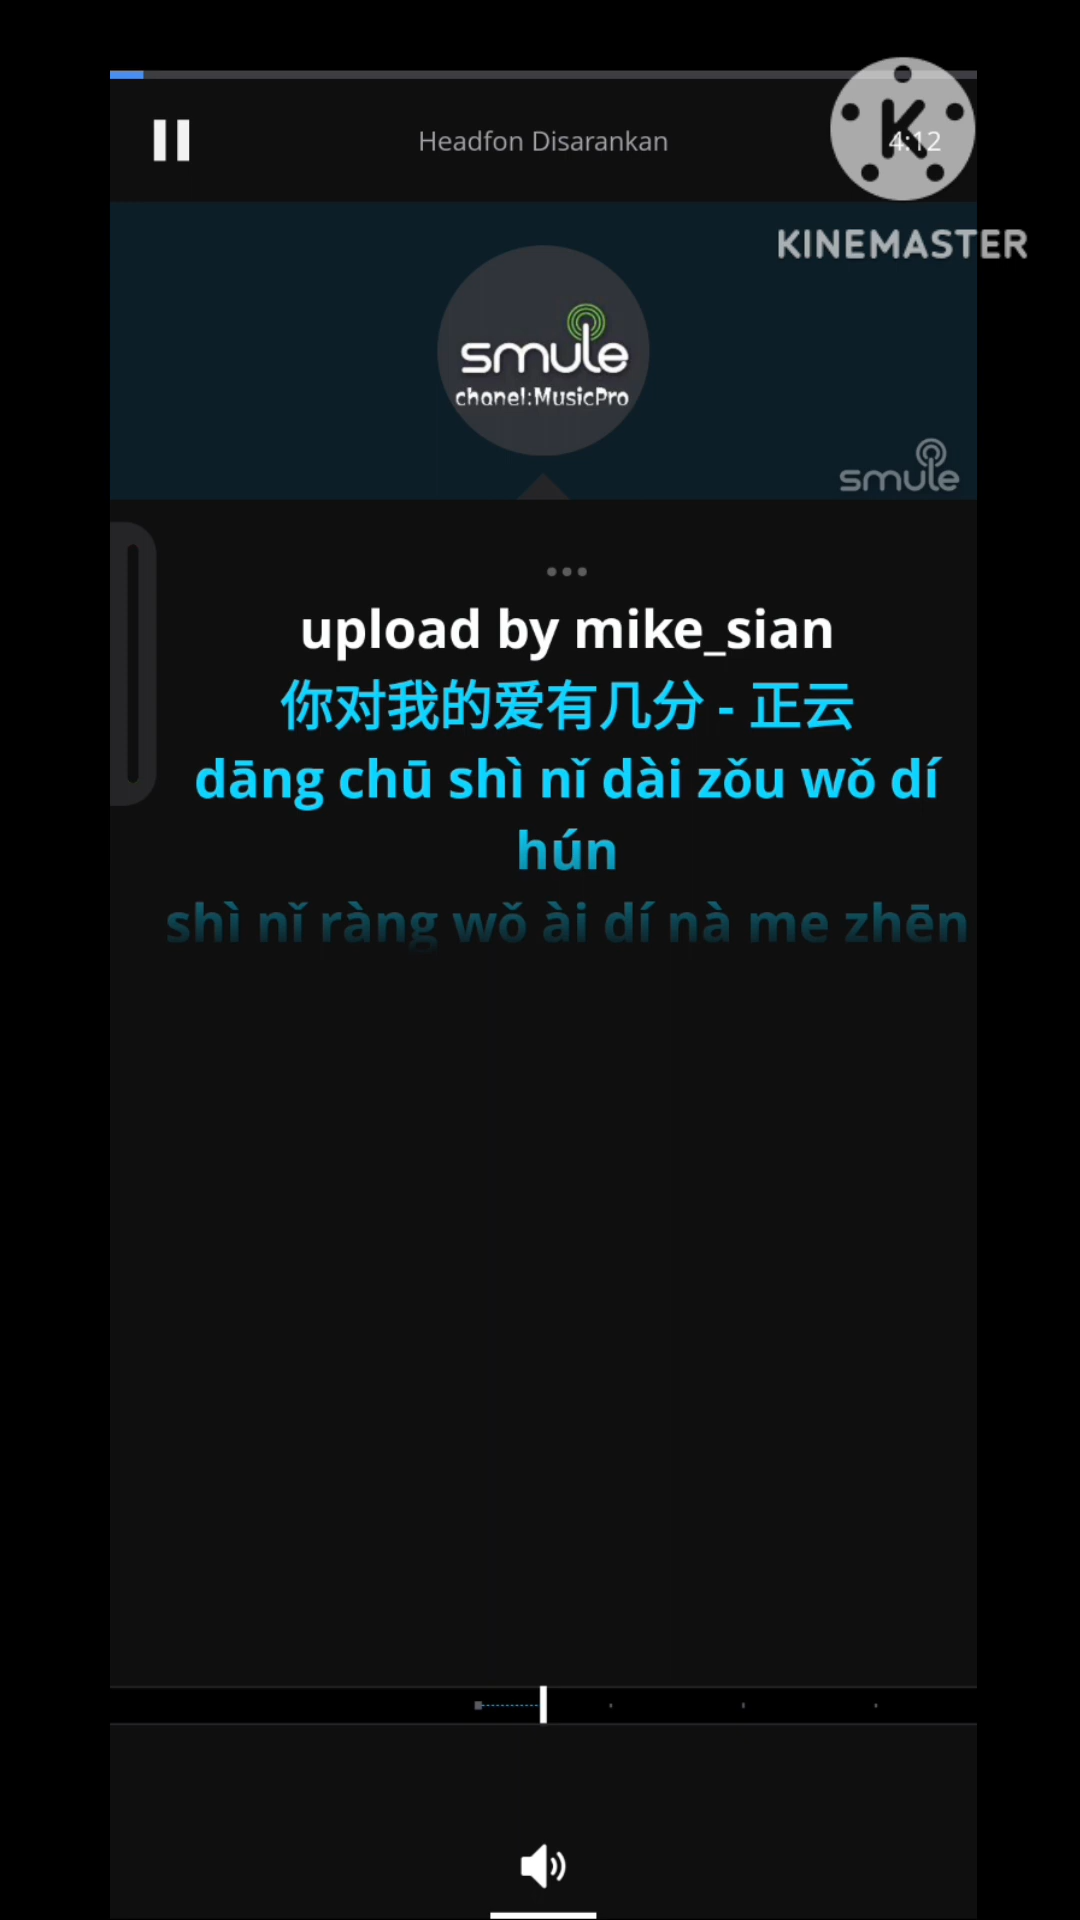 Headfon Disarankan
4:12
K
KINEMASTER
smule
chanel:MusicPro
smule
upload by mike_sian
你对我的爱有几分 - 正云
dāng chū shì nǐ dài zǒu wǒ dí
hún
shì nǐ ràng wǒ ài dí nà me zhēn